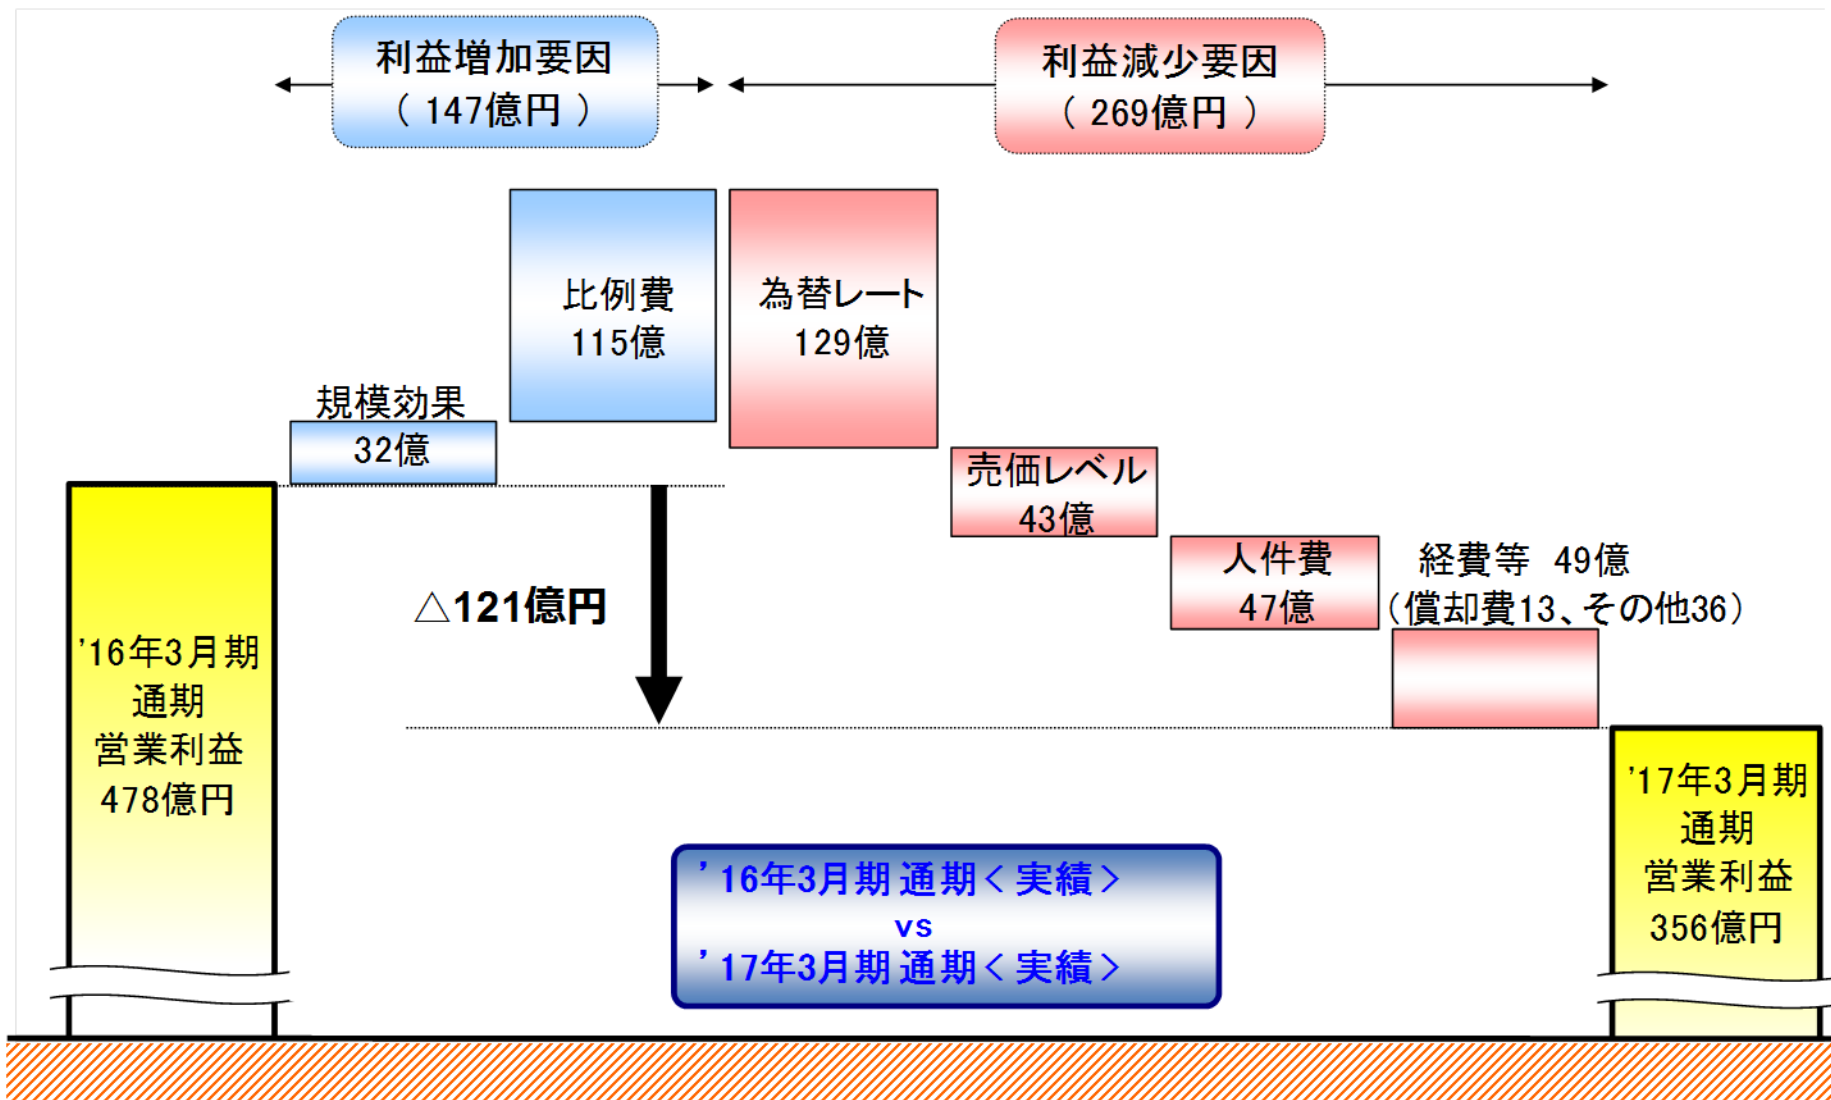 利益増加要因
( 147億円 )
利益減少要因
( 269億円 )
比例費
115億
為替レート
129億
規模効果
32億
売価レベル
43億
人件費
47億
経費等 49億
(償却費13、その他36)
△121億円
'16年3月期
通期
営業利益
478億円
'17年3月期
通期
営業利益
356億円
'16年3月期 通期<実績>
vs
'17年3月期 通期<実績>